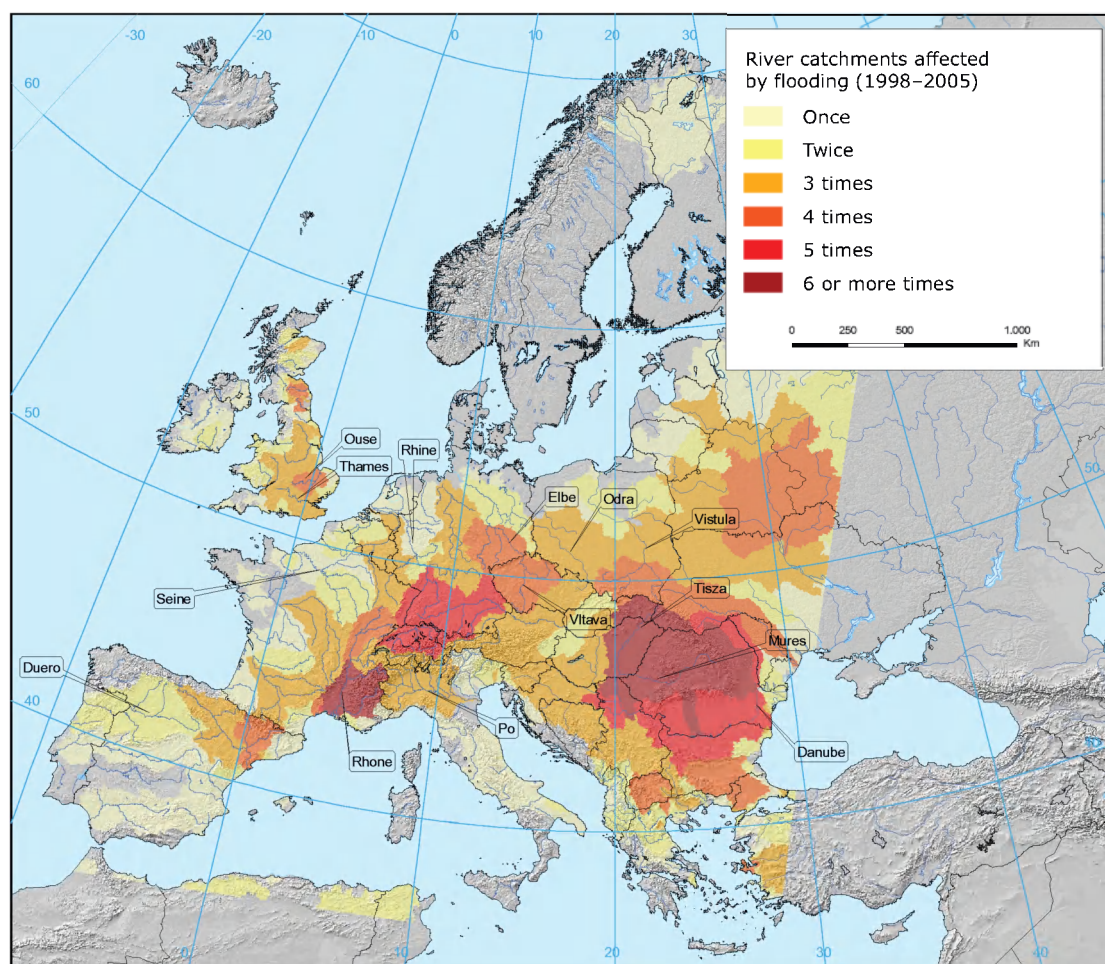 -30
-20
-10
0
10
20
30
60
50
40
River catchments affected
by flooding (1998–2005)
Once
Twice
3 times
4 times
5 times
6 or more times
0 250 500 1.000
Km
50
40
Ouse
Thames
Rhine
Elbe
Odra
Vistula
Seine
Tisza
Vltava
Mures
Duero
Po
Rhone
Danube
0
10
20
30
40